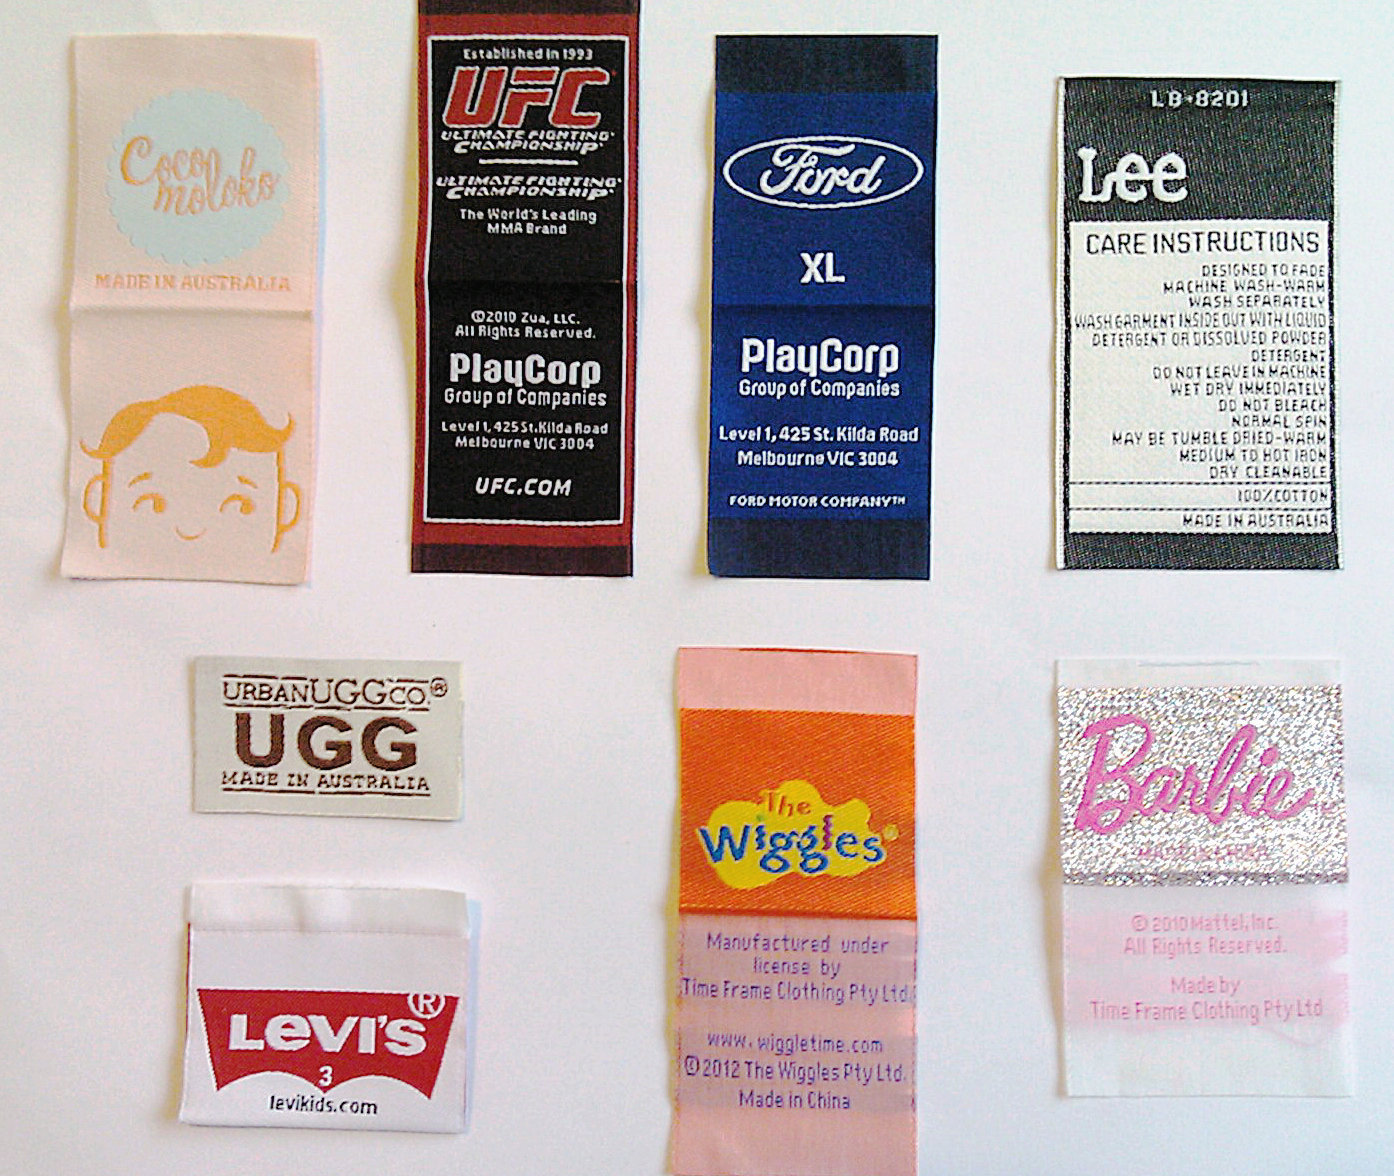 Coco
moloko
MADE IN AUSTRALIA
Established in 1993
UFC
ULTIMATE FIGHTING
CHAMPIONSHIP
ULTIMATE FIGHTING
CHAMPIONSHIP
The World's Leading
MMA Brand
©2010 Zua, LLC.
All Rights Reserved.
PlayCorp
Group of Companies
Level 1, 425 St. Kilda Road
Melbourne VIC 3004
UFC.COM
Ford
XL
PlayCorp
Group of Companies
Level 1, 425 St. Kilda Road
Melbourne VIC 3004
FORD MOTOR COMPANY™
LB-8201
Lee
CARE INSTRUCTIONS
DESIGNED TO FADE
MACHINE WASH-WARM
WASH SEPARATELY
WASH GARMENT INSIDE OUT WITH LIQUID
DETERGENT OR DISSOLVED POWDER
DETERGENT
DO NOT LEAVE IN MACHINE
WET DRY IMMEDIATELY
DO NOT BLEACH
NORMAL SPIN
MAY BE TUMBLE DRIED-WARM
MEDIUM TO HOT IRON
DRY CLEANABLE
100%COTTON
MADE IN AUSTRALIA
URBAN UGG CO.®
UGG
MADE IN AUSTRALIA
LEVI'S®
3
levikids.com
The
Wiggles
Manufactured under
license by
Time Frame Clothing Pty Ltd.
www.wiggletime.com
©2012 The Wiggles Pty Ltd.
Made in China
Barbie
©2010 Mattel, Inc.
All Rights Reserved.
Made by
Time Frame Clothing Pty Ltd